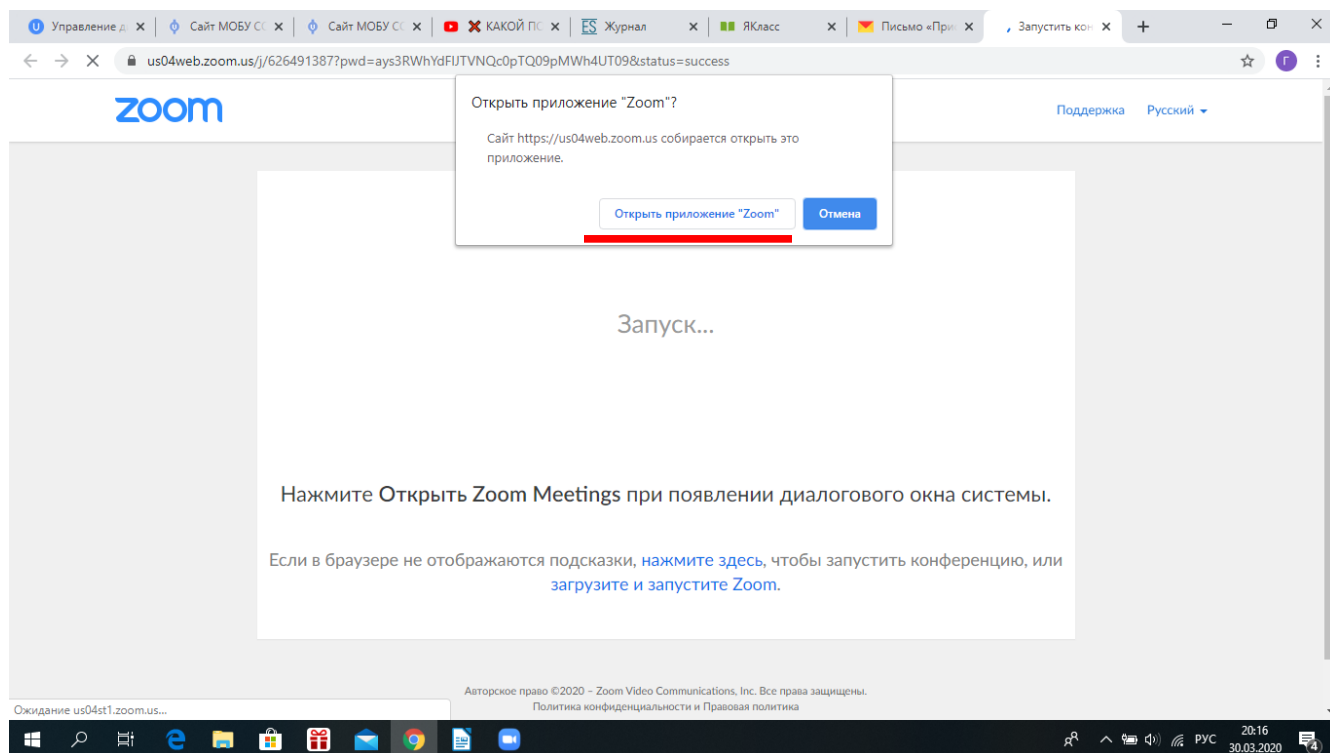 Управление д
Сайт МОБУ СО
Сайт МОБУ СО
КАКОЙ ПО
ES Журнал
ЯКласс
Письмо «При
Запустить кон
us04web.zoom.us/j/626491387?pwd=ays3RWhYdFlJTVNQc0pTQ09pMWh4UT09&status=success
Г
zoom
Поддержка
Русский
Открыть приложение "Zoom"?
Сайт https://us04web.zoom.us собирается открыть это
приложение.
Открыть приложение "Zoom"
Отмена
Запуск...
Нажмите Открыть Zoom Meetings при появлении диалогового окна системы.
Если в браузере не отображаются подсказки, нажмите здесь, чтобы запустить конференцию, или
загрузите и запустите Zoom.
Авторское право ©2020 – Zoom Video Communications, Inc. Все права защищены.
Политика конфиденциальности и Правовая политика
Ожидание us04st1.zoom.us...
РУС
20:16
30.03.2020
4